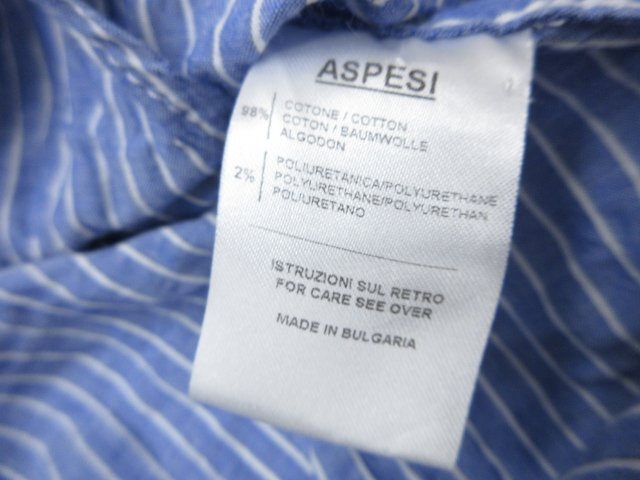 ASPESI
98% COTONE / COTTON
COTON / BAUMWOLLE
ALGODON
2% POLIURETANICA/POLYURETHANE
POLYURETHANE/POLYURETHAN
POLIURETANO
ISTRUZIONI SUL RETRO
FOR CARE SEE OVER
MADE IN BULGARIA